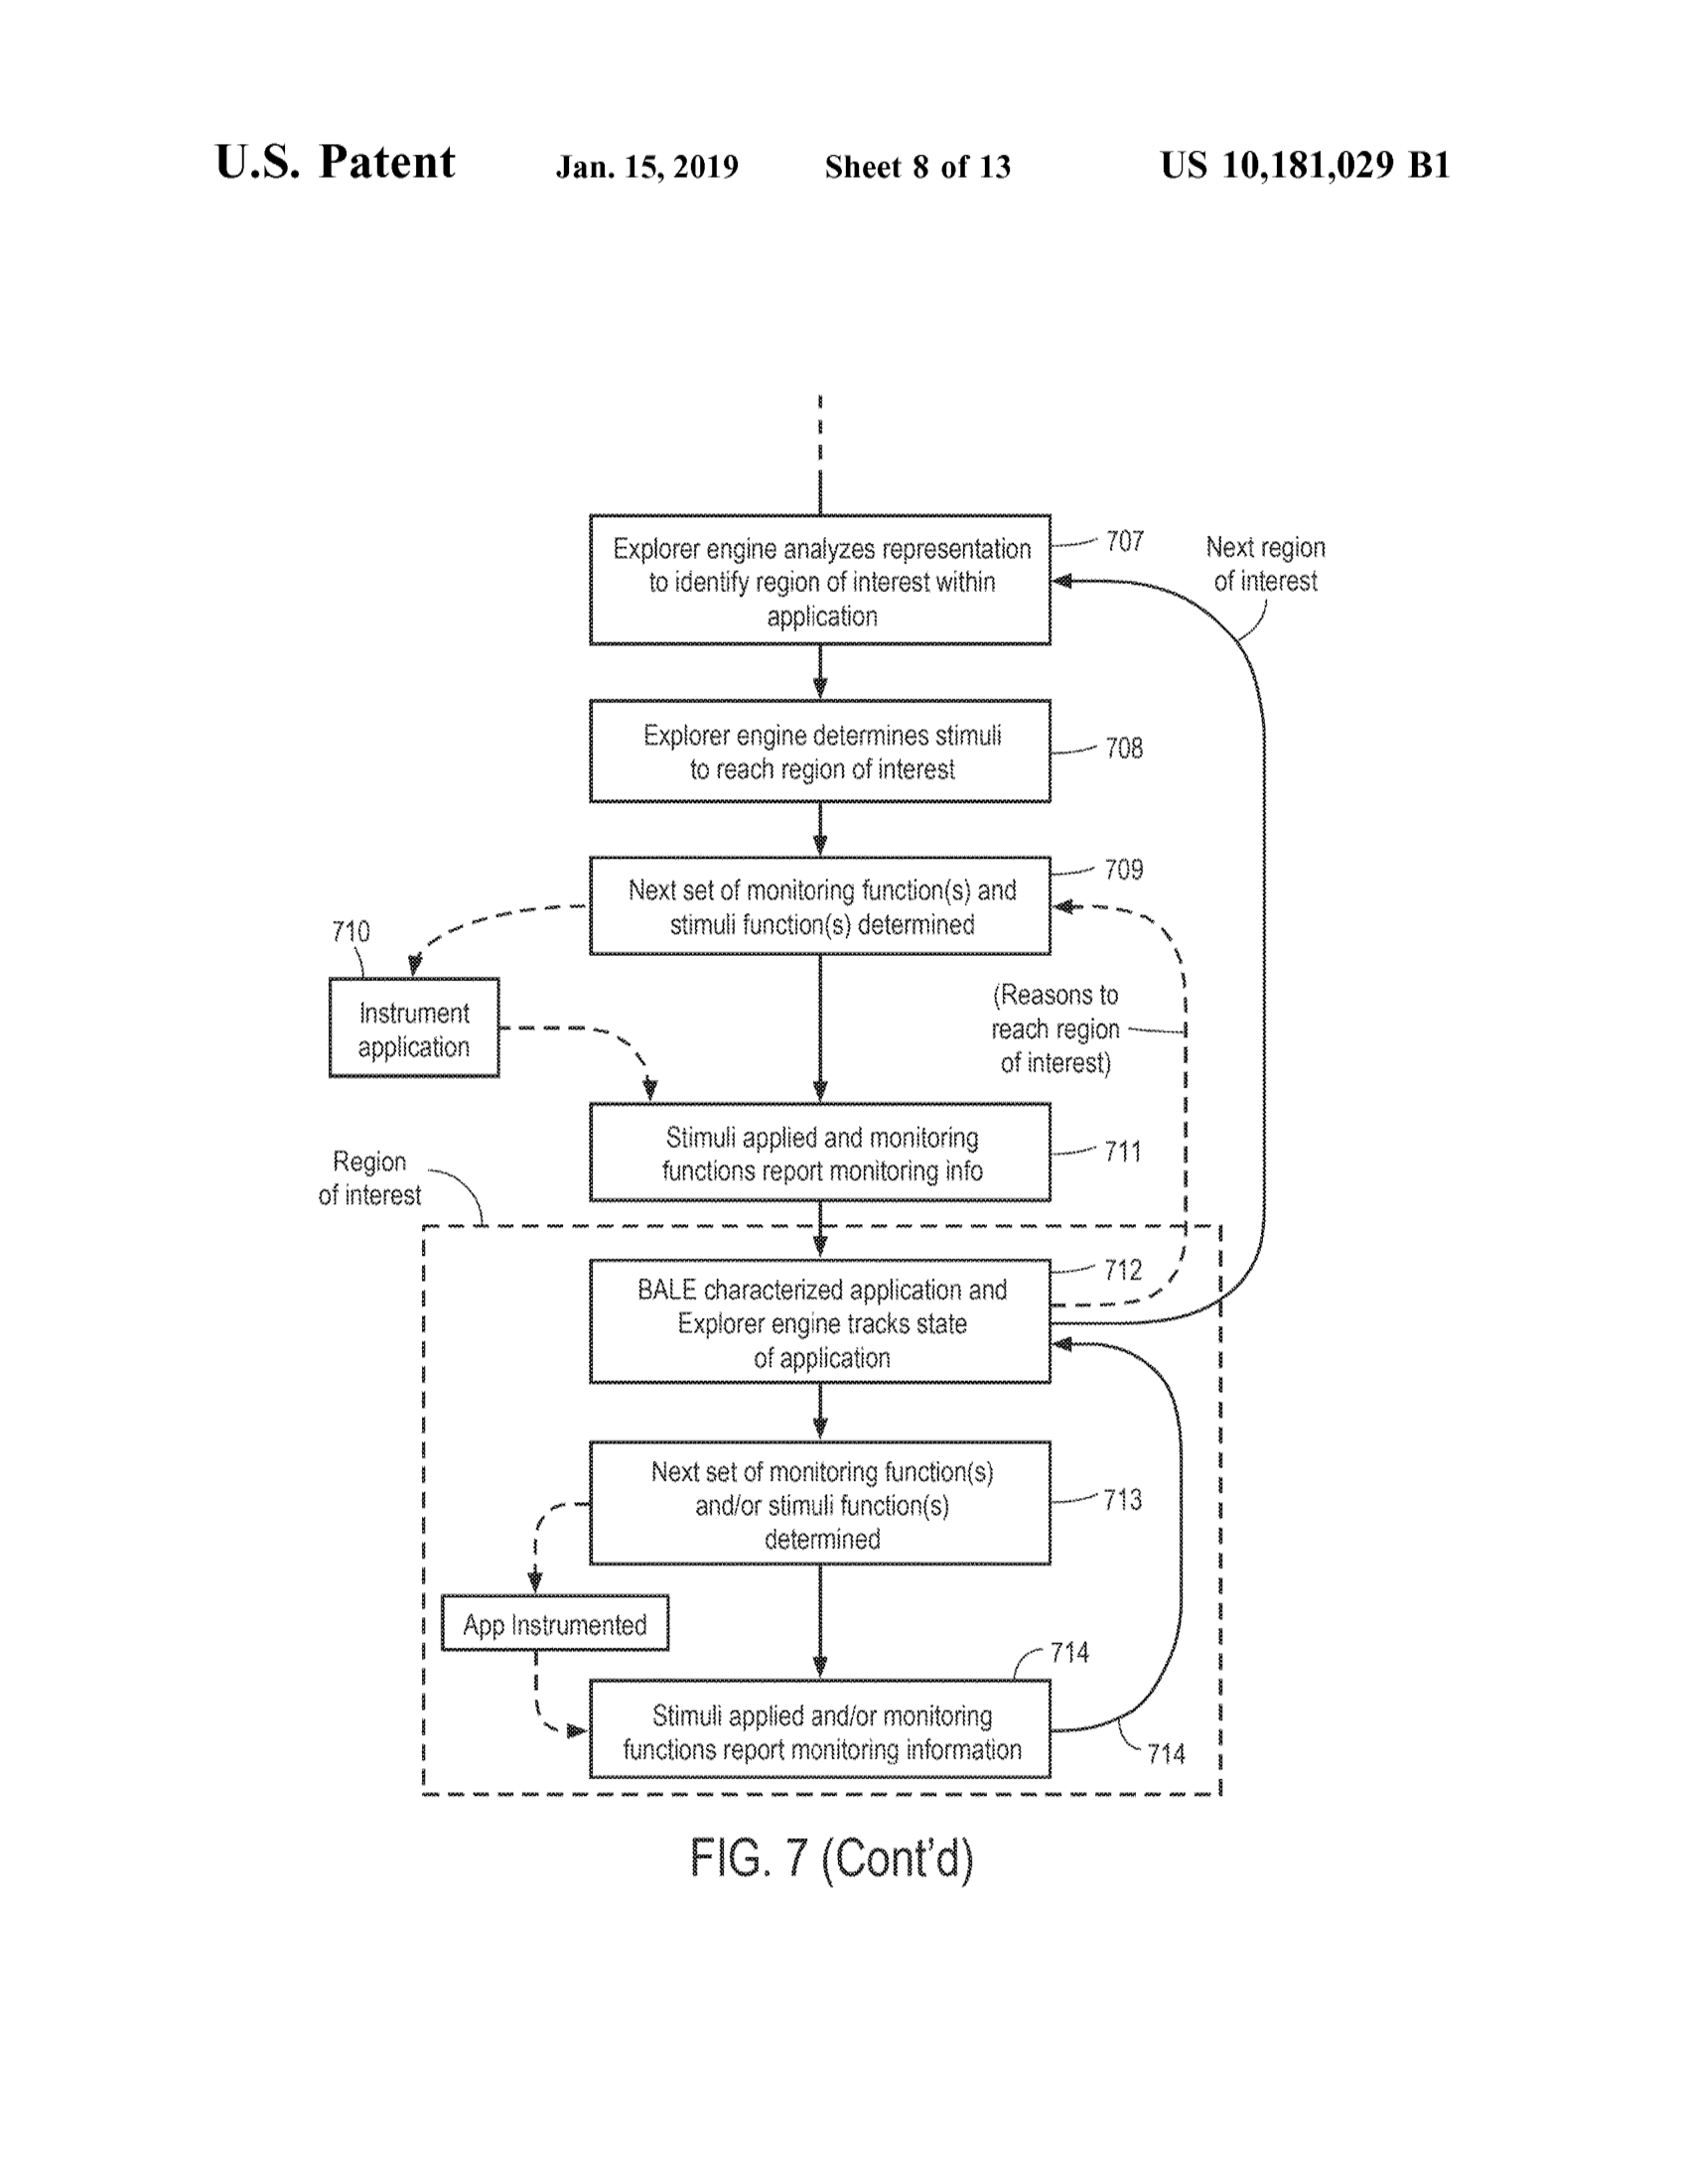 U.S. Patent Jan. 15, 2019 Sheet 8 of 13 US 10,181,029 B1
Explorer engine analyzes representation
to identify region of interest within
application
707
Next region
of interest
Explorer engine determines stimuli
to reach region of interest
708
Next set of monitoring function(s) and
stimuli function(s) determined
709
710
Instrument
application
(Reasons to
reach region
of interest)
Stimuli applied and monitoring
functions report monitoring info
711
Region
of interest
BALE characterized application and
Explorer engine tracks state
of application
712
Next set of monitoring function(s)
and/or stimuli function(s)
determined
713
App Instrumented
714
Stimuli applied and/or monitoring
functions report monitoring information
714
FIG. 7 (Cont'd)